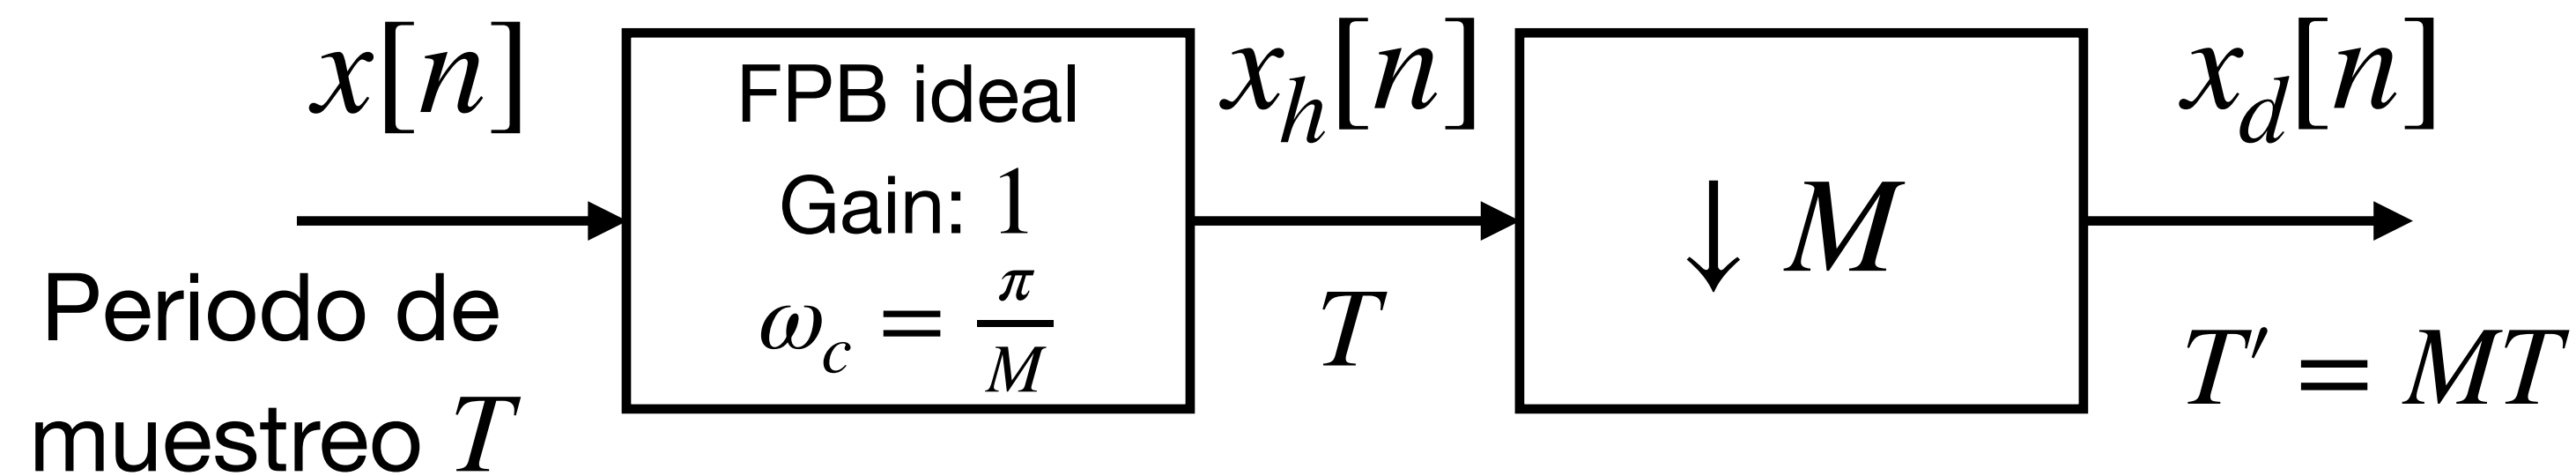 x[n]
Periodo de
muestreo T
FPB ideal
Gain: 1
ω_c = π/M
x_h[n]
T
↓ M
x_d[n]
T′ = MT